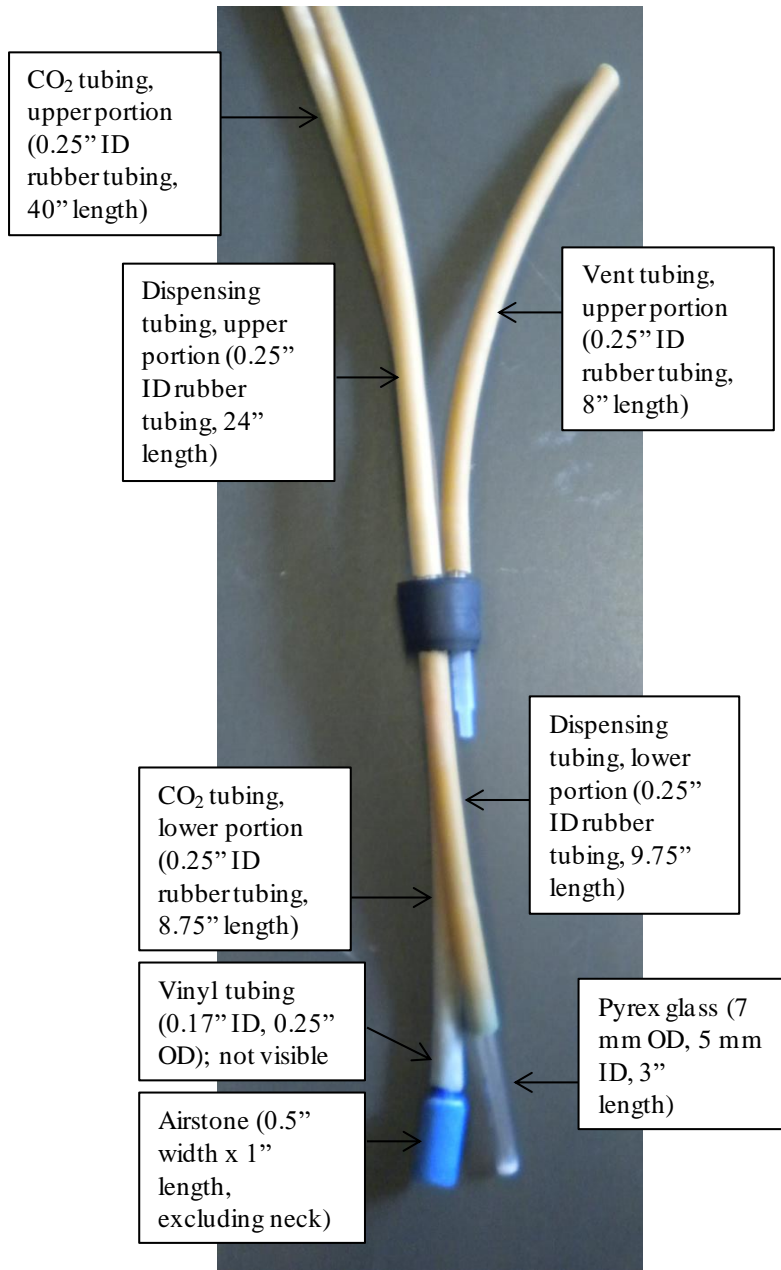 CO₂ tubing,
upper portion
(0.25” ID
rubber tubing,
40” length)
Dispensing
tubing, upper
portion (0.25”
ID rubber
tubing, 24”
length)
Vent tubing,
upper portion
(0.25” ID
rubber tubing,
8” length)
Dispensing
tubing, lower
portion (0.25”
ID rubber
tubing, 9.75”
length)
CO₂ tubing,
lower portion
(0.25” ID
rubber tubing,
8.75” length)
Vinyl tubing
(0.17” ID, 0.25”
OD); not visible
Pyrex glass (7
mm OD, 5 mm
ID, 3”
length)
Airstone (0.5”
width x 1”
length,
excluding neck)